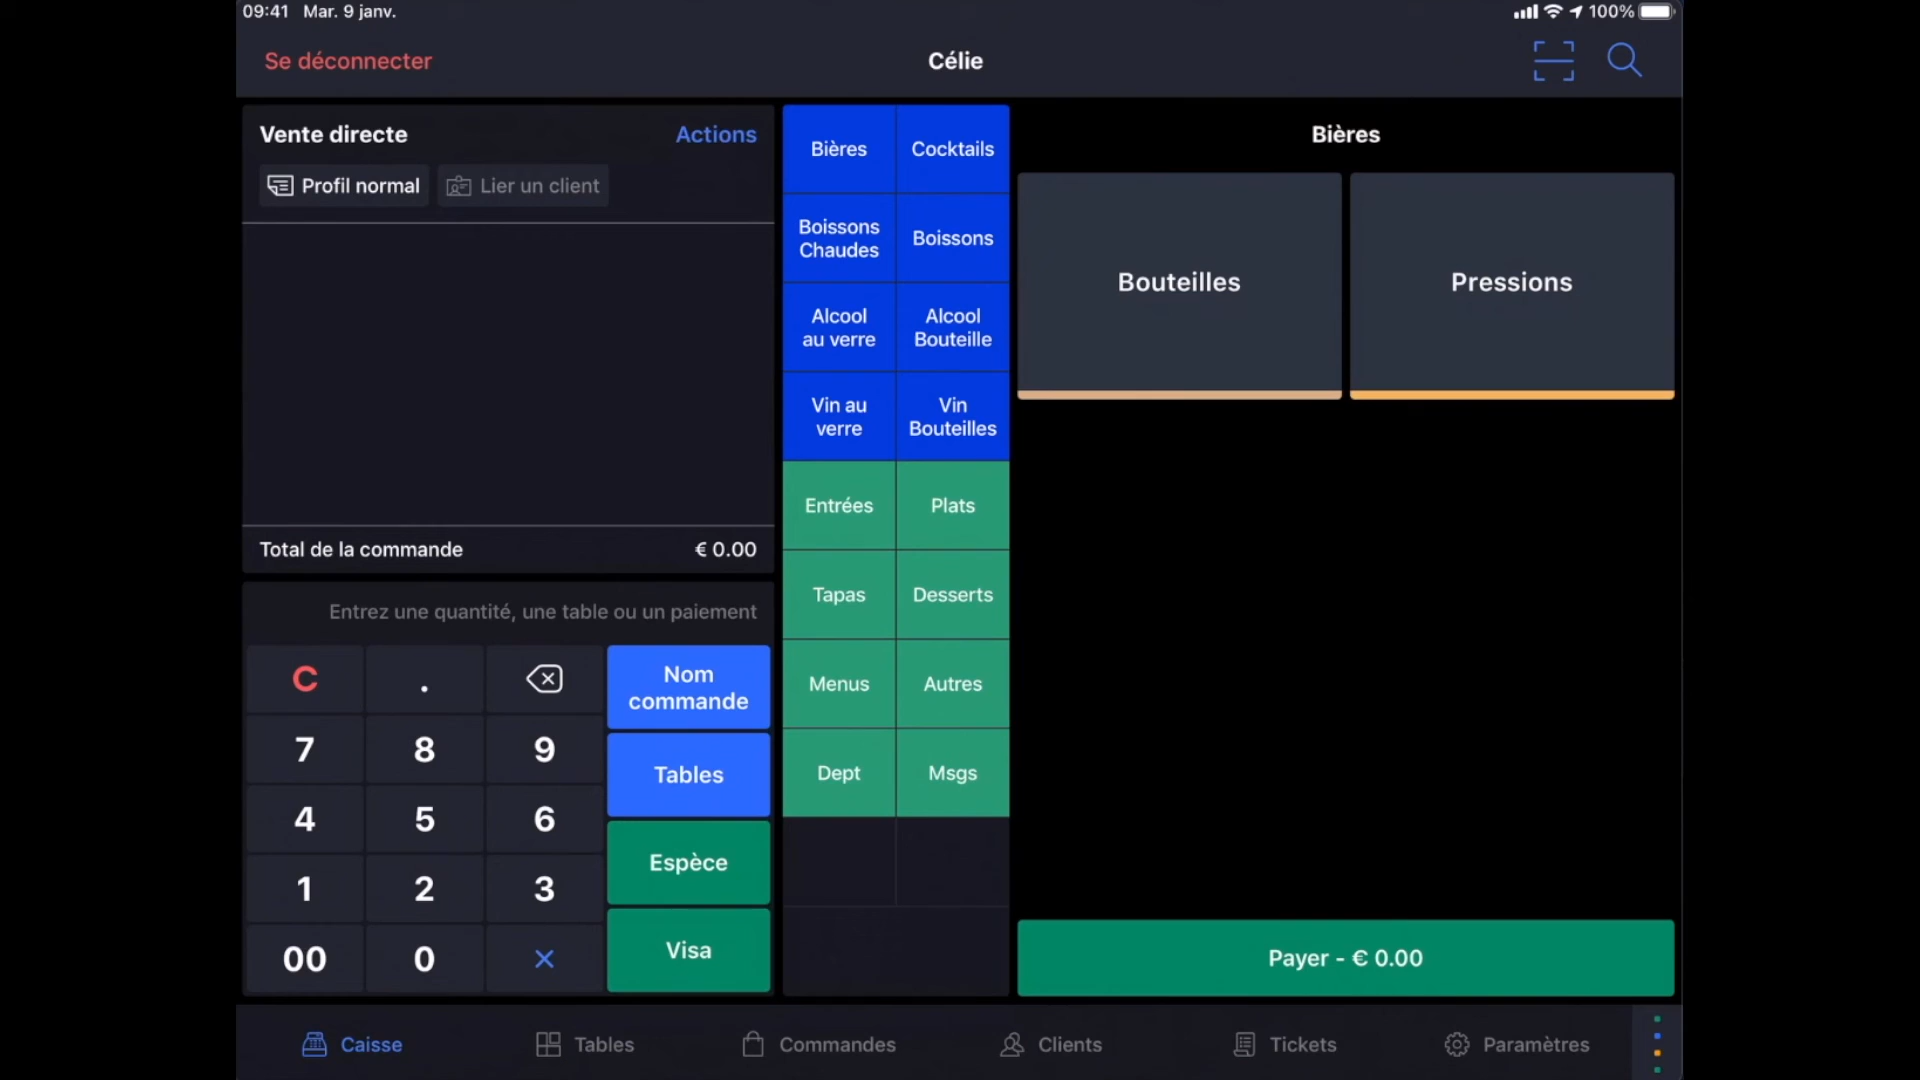 09:41 Mar. 9 janv.
100%
Se déconnecter
Célie
Vente directe
Actions
Profil normal
Lier un client
Total de la commande
€ 0.00
Entrez une quantité, une table ou un paiement
C
.
Nom
commande
7
8
9
Tables
4
5
6
Espèce
1
2
3
Visa
00
0
×
Bières
Cocktails
Boissons
Chaudes
Boissons
Alcool
au verre
Alcool
Bouteille
Vin au
verre
Vin
Bouteilles
Entrées
Plats
Tapas
Desserts
Menus
Autres
Dept
Msgs
Bières
Bouteilles
Pressions
Payer - € 0.00
Caisse
Tables
Commandes
Clients
Tickets
Paramètres